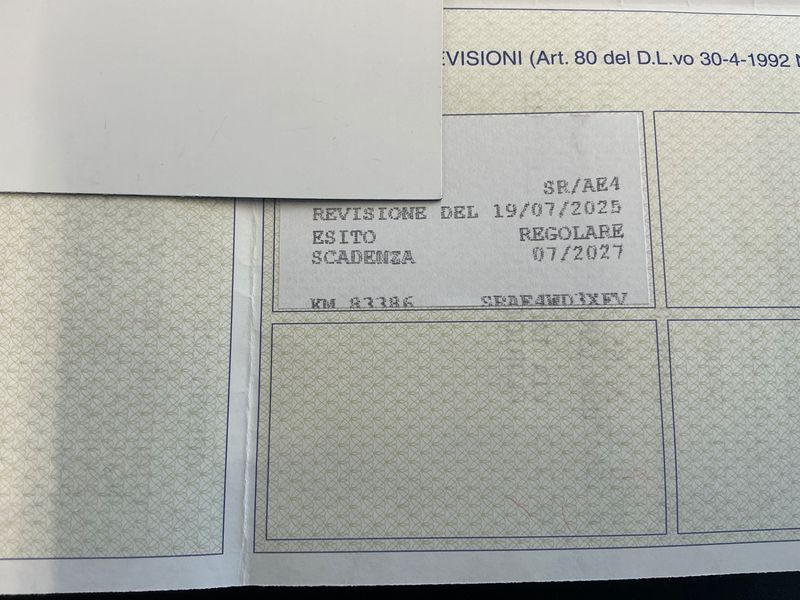 EVISIONI (Art. 80 del D.L.vo 30-4-1992
SR/AE4
REVISIONE DEL 19/07/2025
ESITO REGOLARE
SCADENZA 07/2027
KM 83386